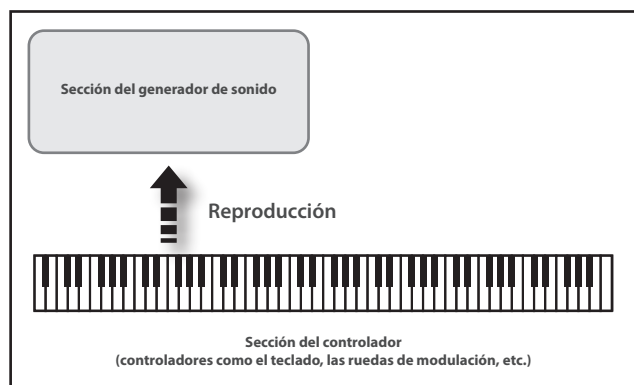 Sección del generador de sonido
Reproducción
Sección del controlador
(controladores como el teclado, las ruedas de modulación, etc.)